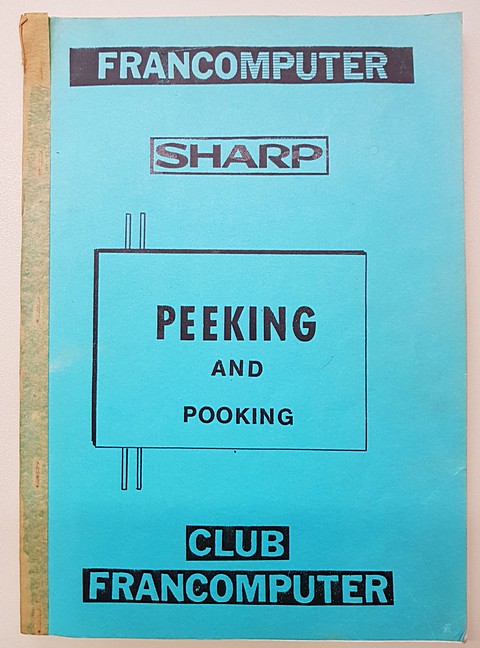 FRANCOMPUTER
SHARP
PEEKING
AND
POOKING
CLUB
FRANCOMPUTER